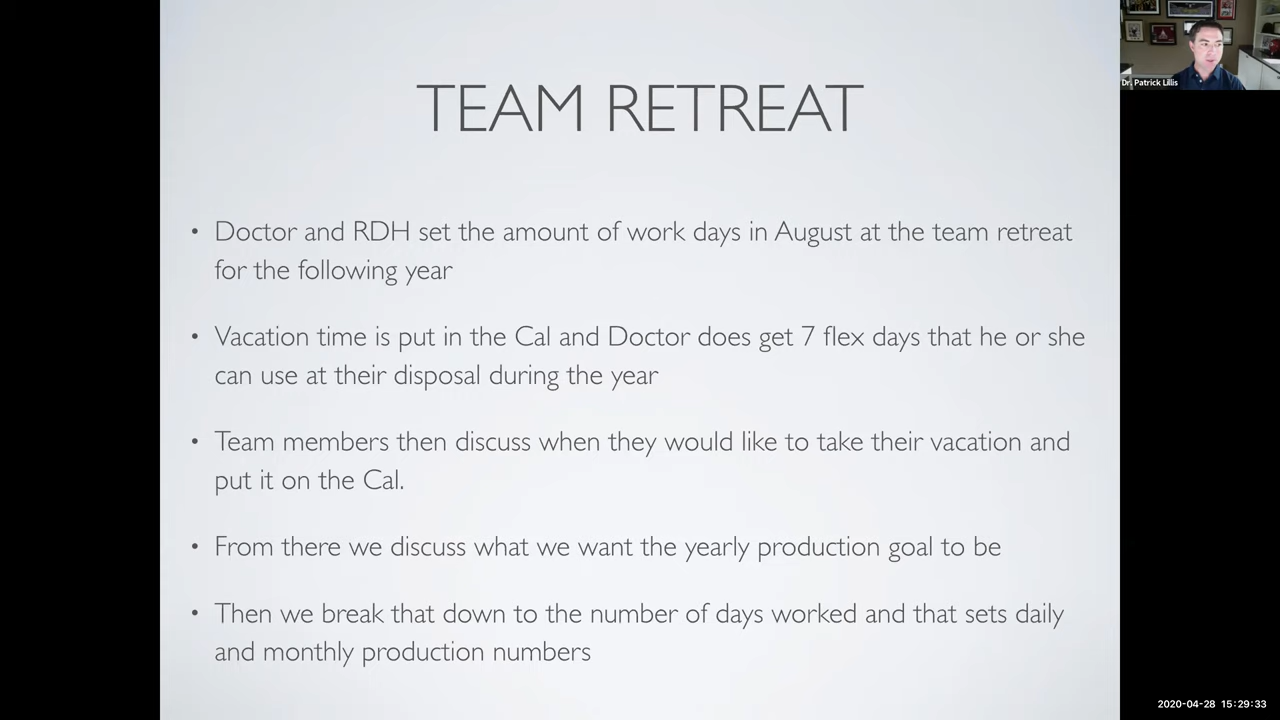 TEAM RETREAT
• Doctor and RDH set the amount of work days in August at the team retreat
for the following year
• Vacation time is put in the Cal and Doctor does get 7 flex days that he or she
can use at their disposal during the year
• Team members then discuss when they would like to take their vacation and
put it on the Cal.
• From there we discuss what we want the yearly production goal to be
• Then we break that down to the number of days worked and that sets daily
and monthly production numbers
Dr. Patrick Lillis
2020-04-28 15:29:33